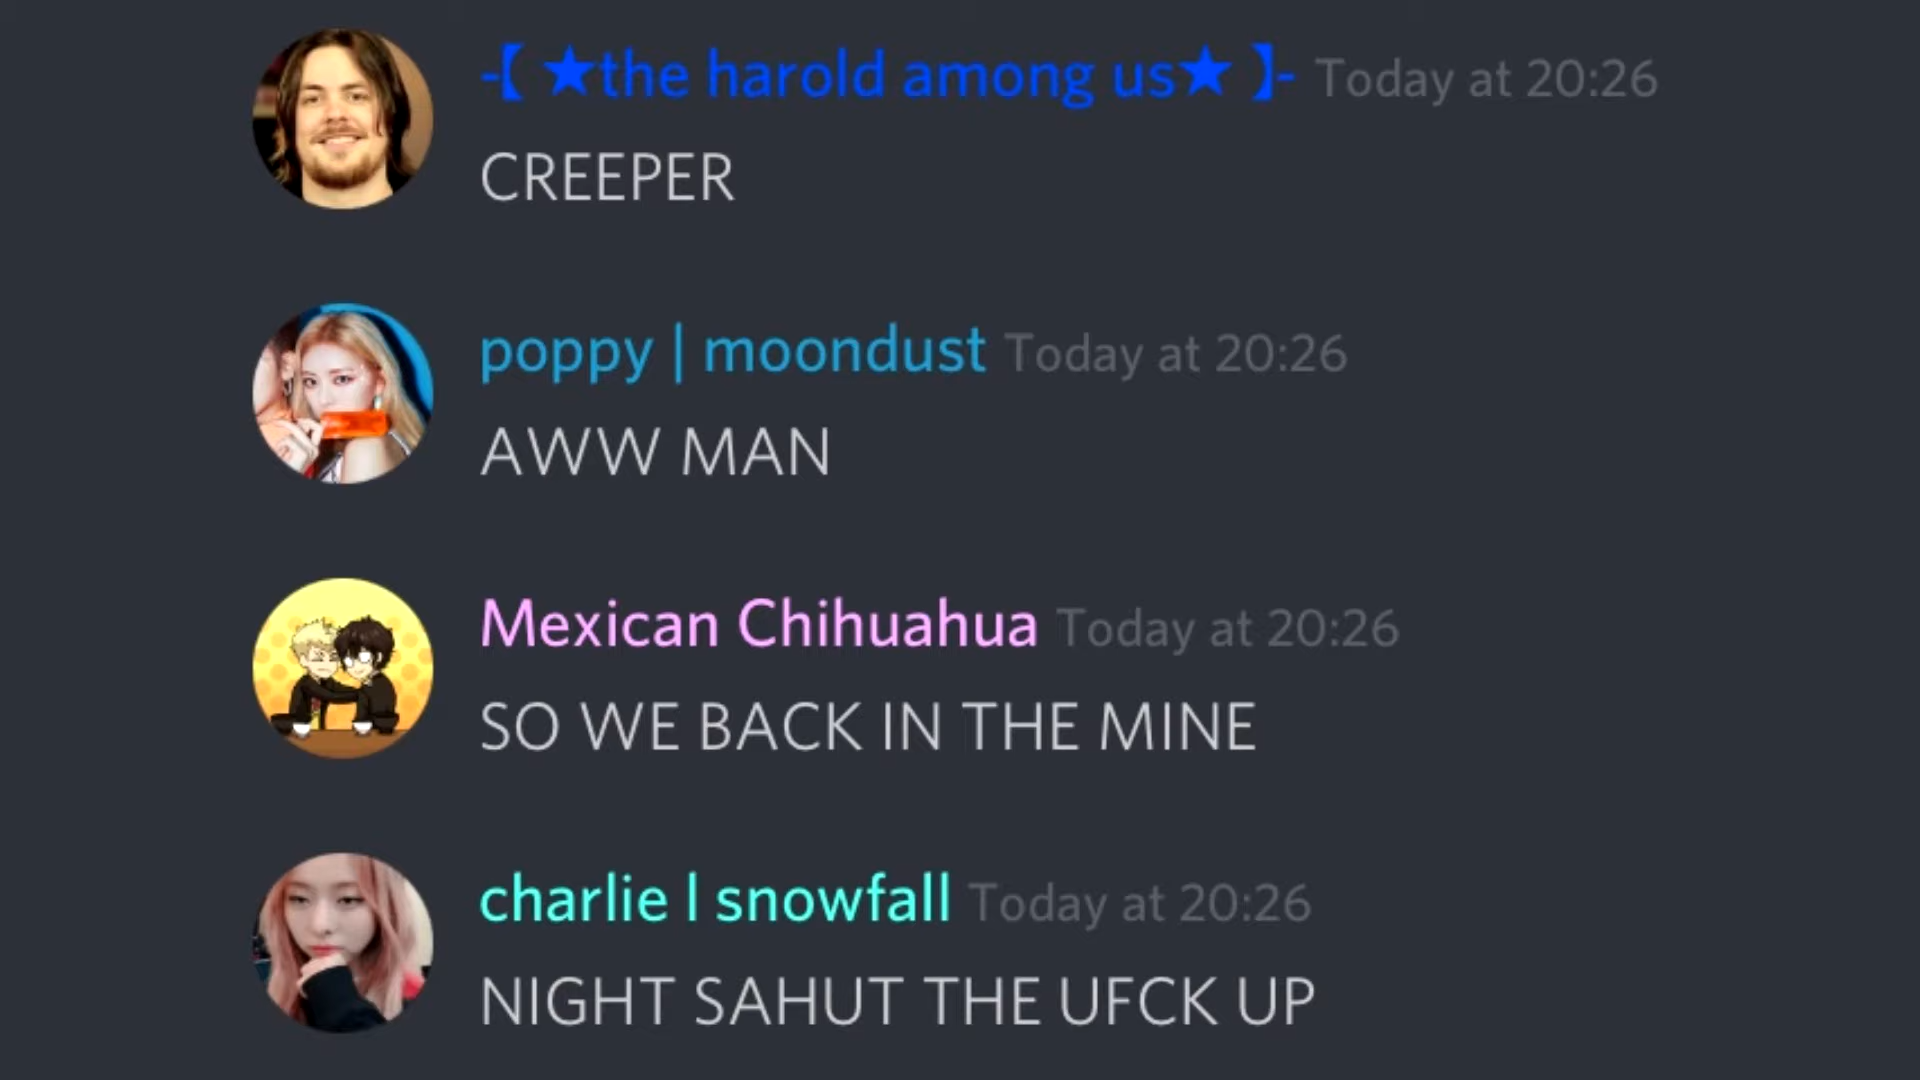 -【 ★the harold among us★ 】- Today at 20:26
CREEPER
poppy | moondust Today at 20:26
AWW MAN
Mexican Chihuahua Today at 20:26
SO WE BACK IN THE MINE
charlie l snowfall Today at 20:26
NIGHT SAHUT THE UFCK UP